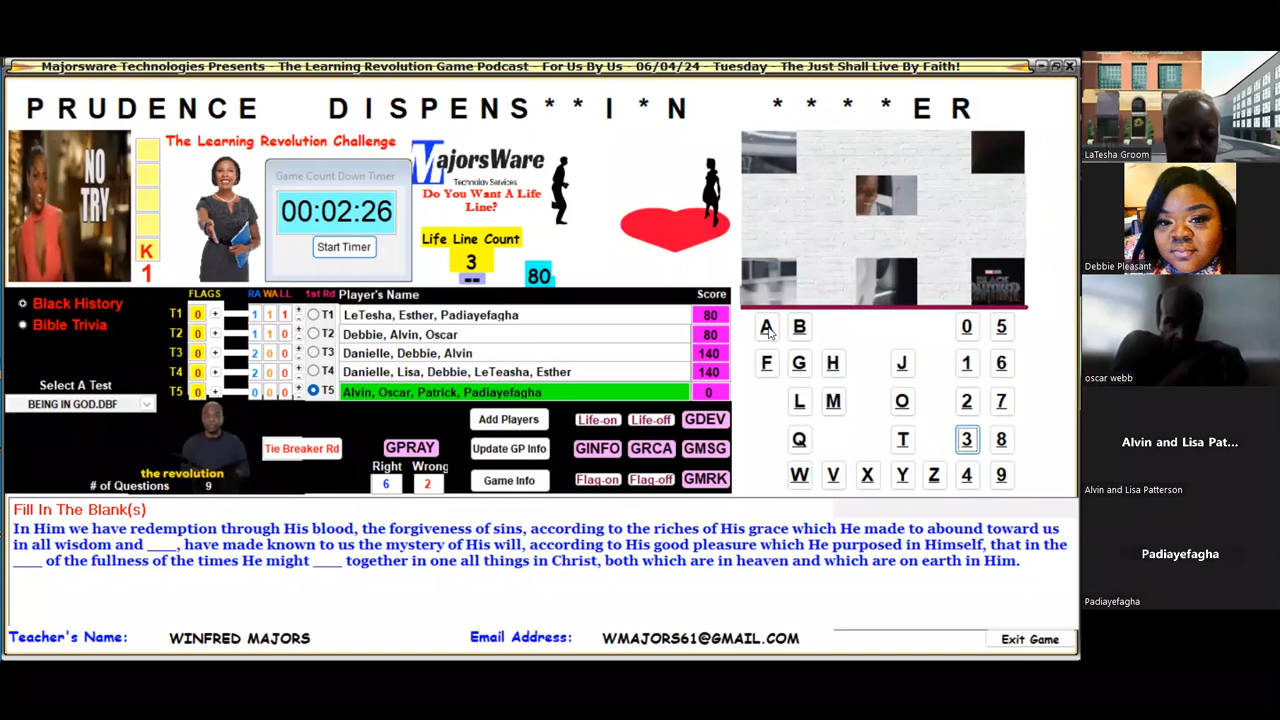 Majorsware Technologies Presents - The Learning Revolution Game Podcast - For Us By Us - 06/04/24 - Tuesday - The Just Shall Live By Faith!
PRUDENCE DISPENS**I*N ****ER
NO TRY
K
1
The Learning Revolution Challenge
Game Count Down Timer
00:02:26
Start Timer
MajorsWare
Technology Services
Do You Want A Life
Line?
Life Line Count
3
--
80
BLACK PANTHER
Black History
Bible Trivia
FLAGS RA WA LL 1st Rd Player's Name Score
T1 0 + 1 1 1 T1 LeTesha, Esther, Padiayefagha 80
T2 0 + 1 1 0 T2 Debbie, Alvin, Oscar 80
T3 0 + 2 0 0 T3 Danielle, Debbie, Alvin 140
T4 0 + 2 0 0 T4 Danielle, Lisa, Debbie, LeTeasha, Esther 140
T5 0 + 0 0 0 T5 Alvin, Oscar, Patrick, Padiayefagha 0
Select A Test
BEING IN GOD.DBF
the revolution
# of Questions 9
Tie Breaker Rd
GPRAY
Right Wrong
6 2
Add Players Life-on Life-off GDEV
Update GP Info GINFO GRCA GMSG
Game Info Flag-on Flag-off GMRK
A B 0 5
F G H J 1 6
L M O 2 7
Q T 3 8
W V X Y Z 4 9
Fill In The Blank(s)
In Him we have redemption through His blood, the forgiveness of sins, according to the riches of His grace which He made to abound toward us
in all wisdom and ____, have made known to us the mystery of His will, according to His good pleasure which He purposed in Himself, that in the
____ of the fullness of the times He might ____ together in one all things in Christ, both which are in heaven and which are on earth in Him.
Teacher's Name: WINFRED MAJORS Email Address: WMAJORS61@GMAIL.COM Exit Game
LaTesha Groom
Debbie Pleasant
oscar webb
Alvin and Lisa Pat...
Alvin and Lisa Patterson
Padiayefagha
Padiayefagha